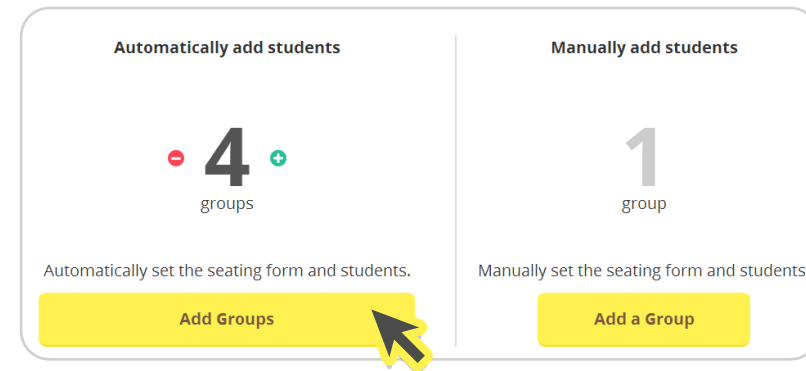 Automatically add students
4
groups
Automatically set the seating form and students.
Add Groups
Manually add students
1
group
Manually set the seating form and students
Add a Group